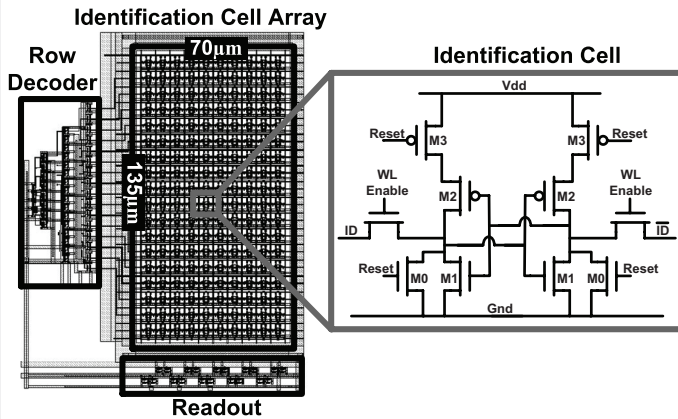 Identification Cell Array
Row
Decoder
70μm
135μm
Readout
Identification Cell
Vdd
Reset
M3
M3
Reset
WL
Enable
M2
M2
WL
Enable
ID
I̅D̅
Reset
M0
M1
M1
M0
Reset
Gnd